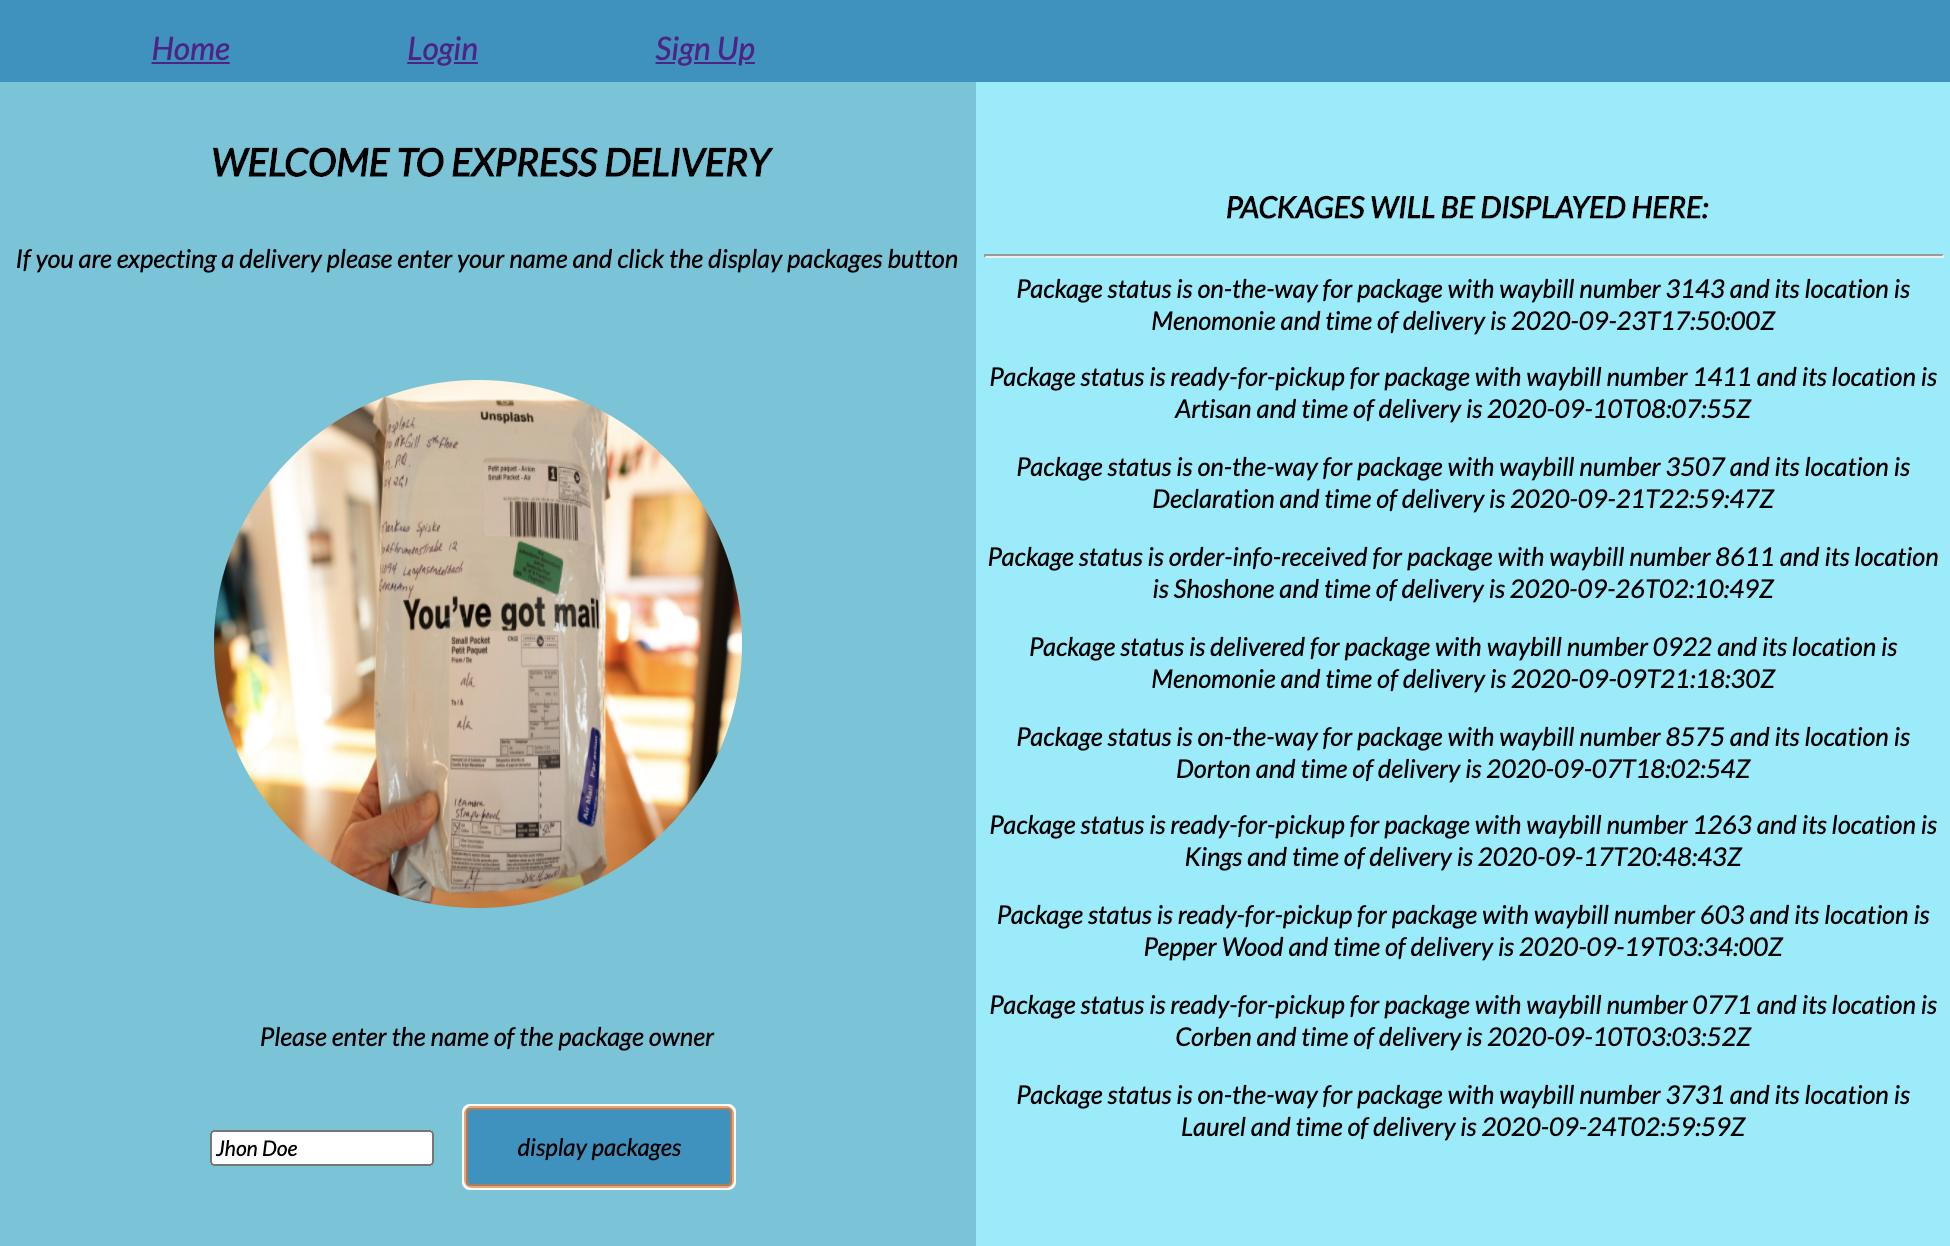 Home Login Sign Up
WELCOME TO EXPRESS DELIVERY
If you are expecting a delivery please enter your name and click the display packages button
Unsplash
Petit paquet - Avion
Small Packet - Air
1
Markus Spiske
Germany
You've got mail
Small Packet
Petit Paquet
From / De
To / À
Air Mail Par avion
Please enter the name of the package owner
Jhon Doe
display packages
PACKAGES WILL BE DISPLAYED HERE:
Package status is on-the-way for package with waybill number 3143 and its location is
Menomonie and time of delivery is 2020-09-23T17:50:00Z
Package status is ready-for-pickup for package with waybill number 1411 and its location is
Artisan and time of delivery is 2020-09-10T08:07:55Z
Package status is on-the-way for package with waybill number 3507 and its location is
Declaration and time of delivery is 2020-09-21T22:59:47Z
Package status is order-info-received for package with waybill number 8611 and its location
is Shoshone and time of delivery is 2020-09-26T02:10:49Z
Package status is delivered for package with waybill number 0922 and its location is
Menomonie and time of delivery is 2020-09-09T21:18:30Z
Package status is on-the-way for package with waybill number 8575 and its location is
Dorton and time of delivery is 2020-09-07T18:02:54Z
Package status is ready-for-pickup for package with waybill number 1263 and its location is
Kings and time of delivery is 2020-09-17T20:48:43Z
Package status is ready-for-pickup for package with waybill number 603 and its location is
Pepper Wood and time of delivery is 2020-09-19T03:34:00Z
Package status is ready-for-pickup for package with waybill number 0771 and its location is
Corben and time of delivery is 2020-09-10T03:03:52Z
Package status is on-the-way for package with waybill number 3731 and its location is
Laurel and time of delivery is 2020-09-24T02:59:59Z